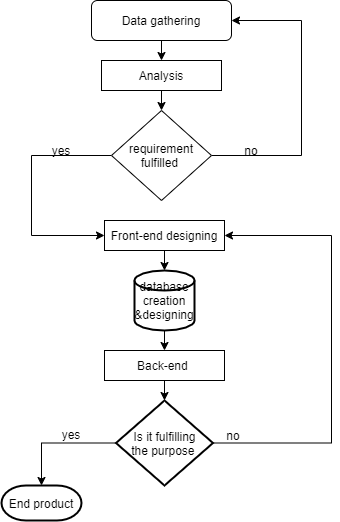 Data gathering
Analysis
requirement
fulfilled
yes
no
Front-end designing
database
creation
&designing
Back-end
Is it fulfilling
the purpose
yes
no
End product